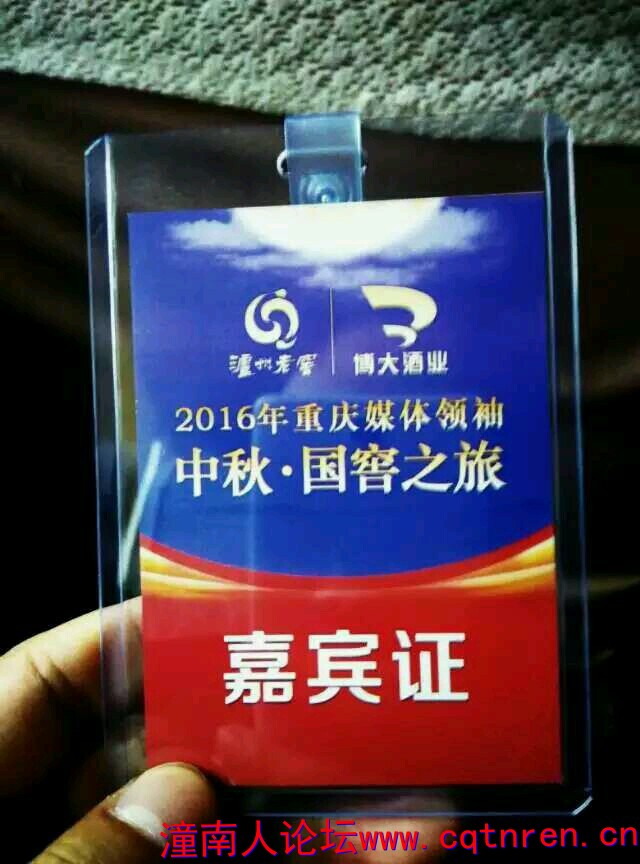 泸州老窖 博大酒业
2016年重庆媒体领袖
中秋·国窖之旅
嘉宾证
潼南人论坛www.cqtnren.cn